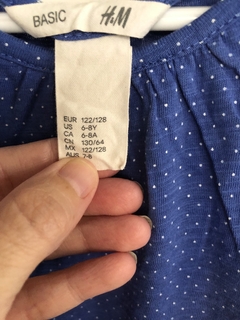 BASIC H&M
EUR 122/128
US 6-8Y
CA 6-8A
CN 130/64
MX 122/128
AUS 7-8